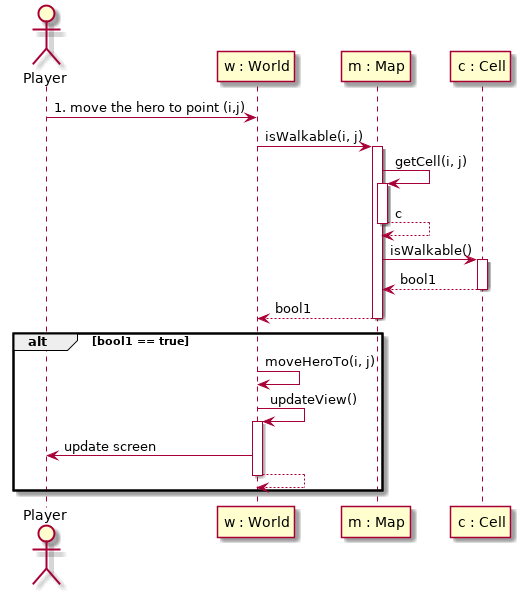 Player
w : World
m : Map
c : Cell
1. move the hero to point (i,j)
isWalkable(i, j)
getCell(i, j)
c
isWalkable()
bool1
bool1
alt
[bool1 == true]
moveHeroTo(i, j)
updateView()
update screen
Player
w : World
m : Map
c : Cell